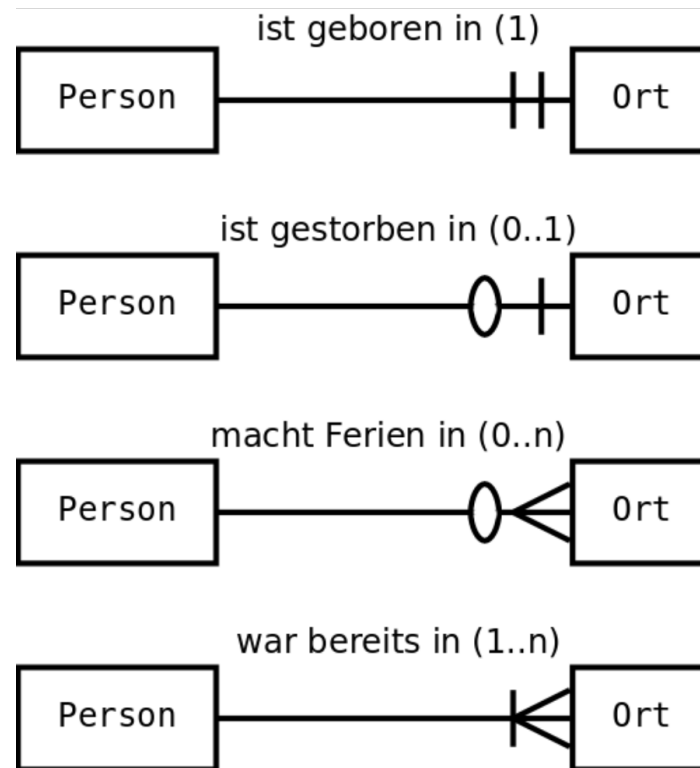 ist geboren in (1)
Person Ort
ist gestorben in (0..1)
Person Ort
macht Ferien in (0..n)
Person Ort
war bereits in (1..n)
Person Ort